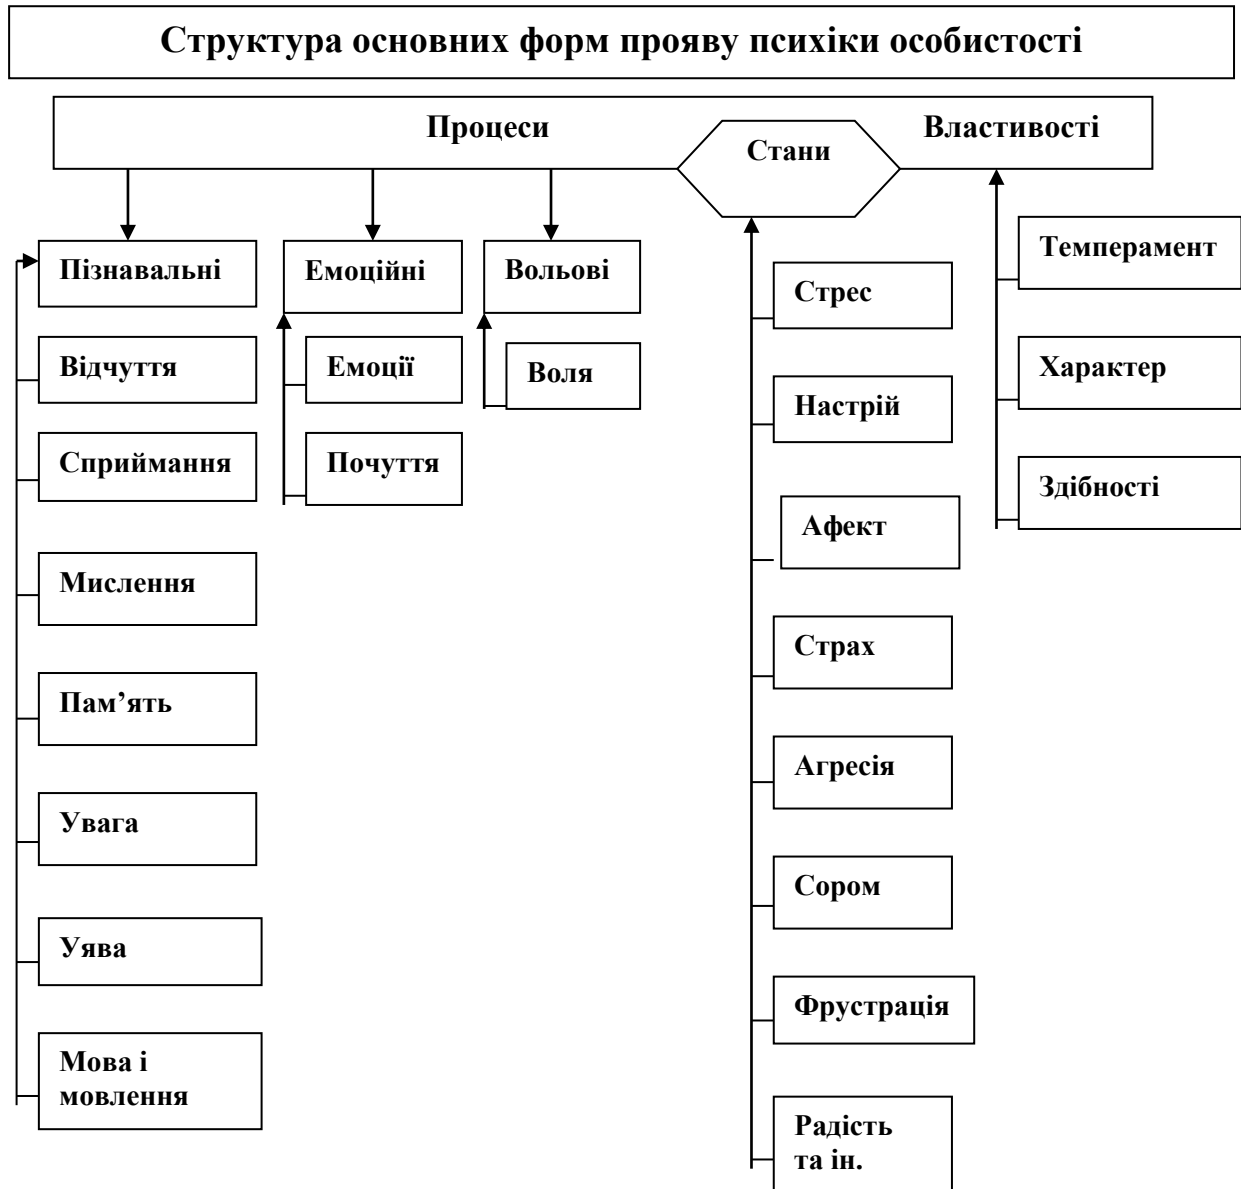 Структура основних форм прояву психіки особистості
Процеси
Стани
Властивості
Пізнавальні
Відчуття
Сприймання
Мислення
Пам’ять
Увага
Уява
Мова і
мовлення
Емоційні
Емоції
Почуття
Вольові
Воля
Стрес
Настрій
Афект
Страх
Агресія
Сором
Фрустрація
Радість
та ін.
Темперамент
Характер
Здібності